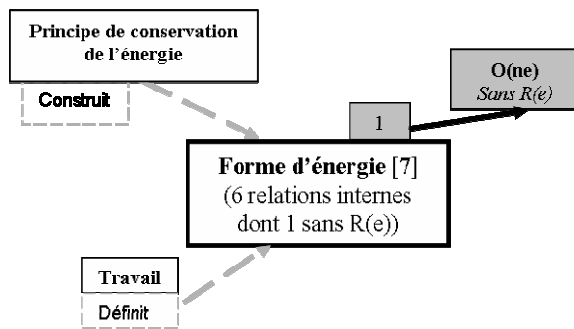 Principe de conservation
de l’énergie
Construit
O(ne)
Sans R(e)
1
Forme d’énergie [7]
(6 relations internes
dont 1 sans R(e))
Travail
Définit